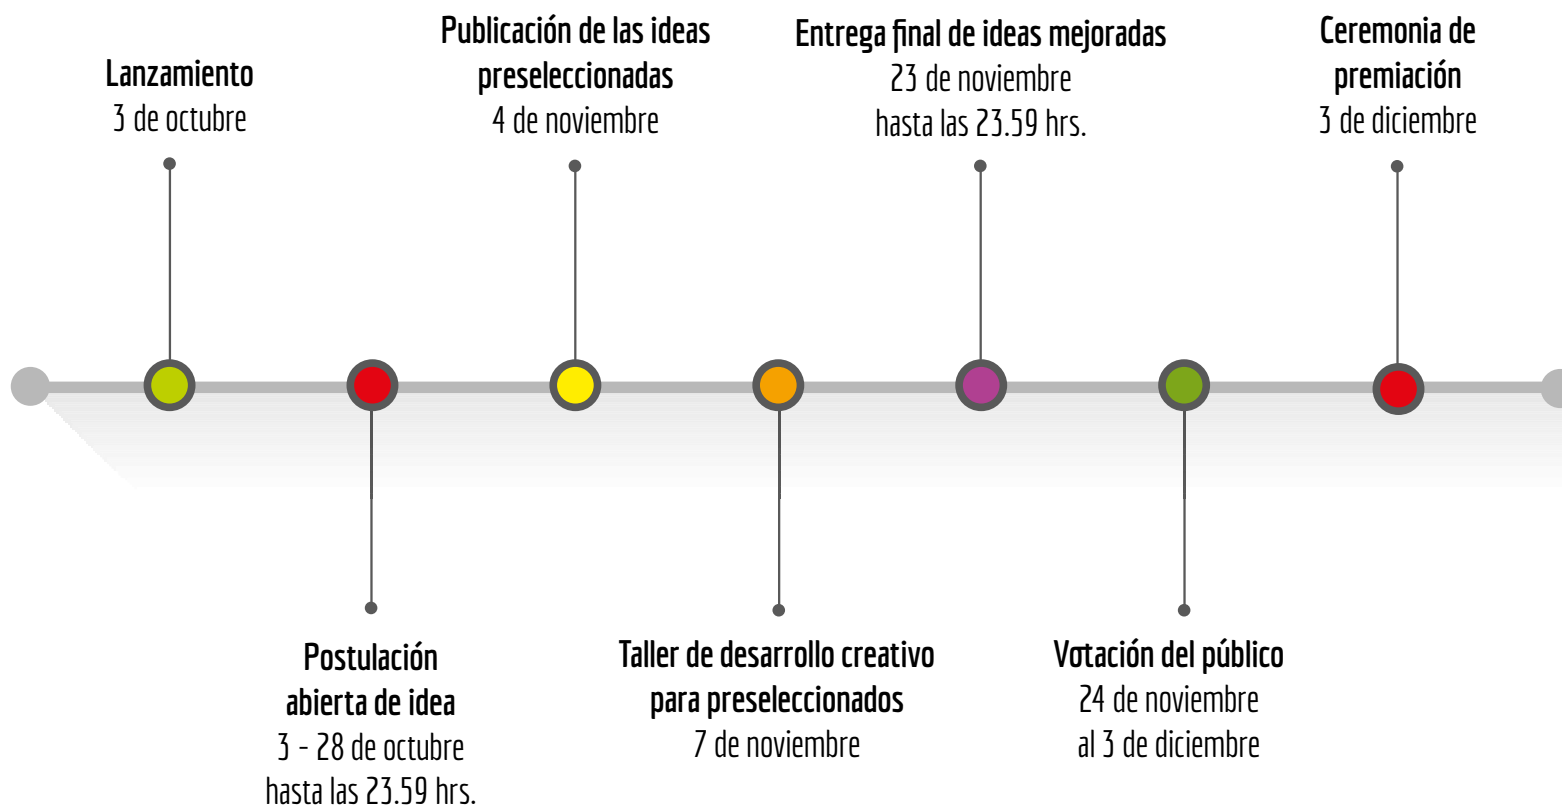 Lanzamiento
3 de octubre
Postulación
abierta de idea
3 - 28 de octubre
hasta las 23.59 hrs.
Publicación de las ideas
preseleccionadas
4 de noviembre
Taller de desarrollo creativo
para preseleccionados
7 de noviembre
Entrega final de ideas mejoradas
23 de noviembre
hasta las 23.59 hrs.
Votación del público
24 de noviembre
al 3 de diciembre
Ceremonia de
premiación
3 de diciembre